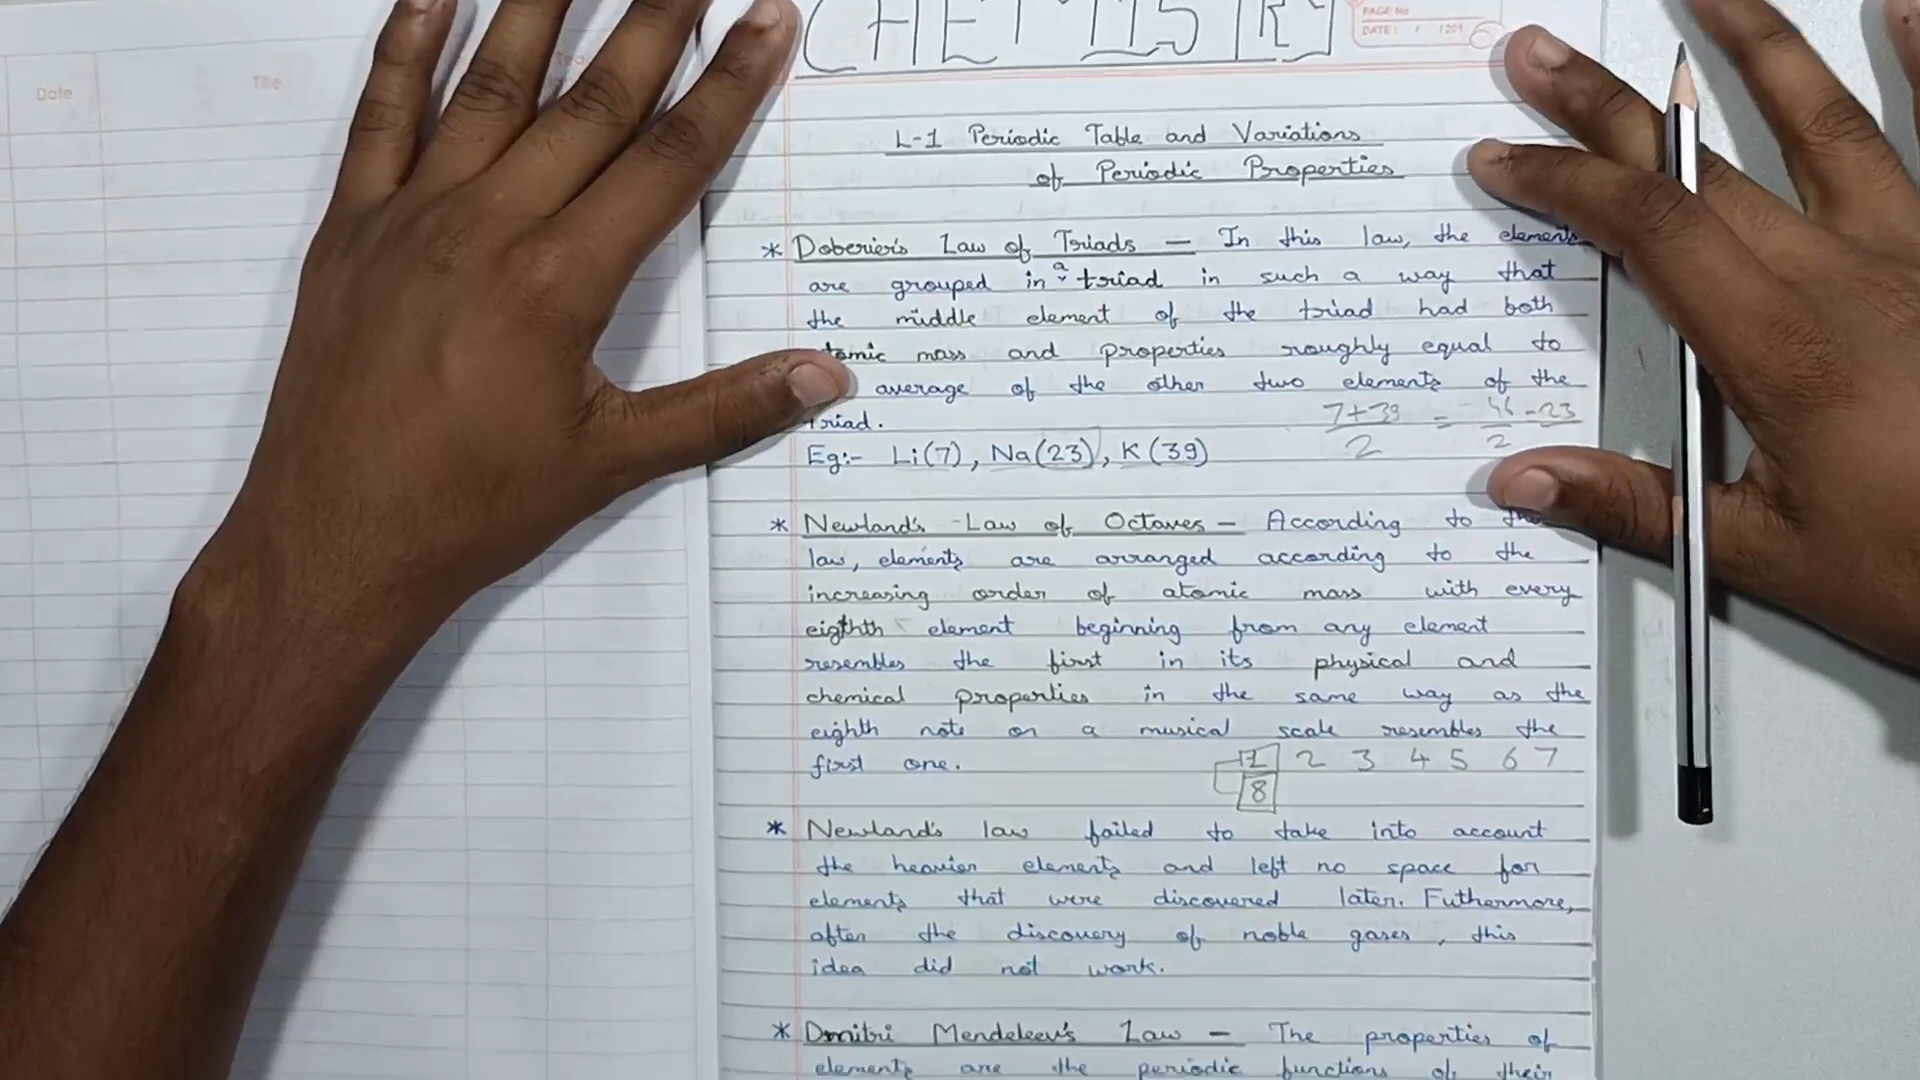 Date
Title
CHEMISTRY
PAGE No
DATE:
L-1 Periodic Table and Variations
of Periodic Properties
* Doberier's Law of Triads — In this law, the elements
are grouped in a triad in such a way that
the middle element of the triad had both
atomic mass and properties roughly equal to
average of the other two elements of the
triad.
7+39 / 2 = 46 / 2 - 23
Eg:- Li(7), Na(23), K(39)
* Newland's Law of Octaves — According to
law, elements are arranged according to the
increasing order of atomic mass with every
eighth element beginning from any element
resembles the first in its physical and
chemical properties in the same way as the
eighth note on a musical scale resembles the
first one.
1 2 3 4 5 6 7
8
* Newland's law failed to take into account
the heavier elements and left no space for
elements that were discovered later. Futhermore,
after the discovery of noble gases, this
idea did not work.
* Dmitri Mendeleev's Law — The properties of
elements are the periodic functions of their